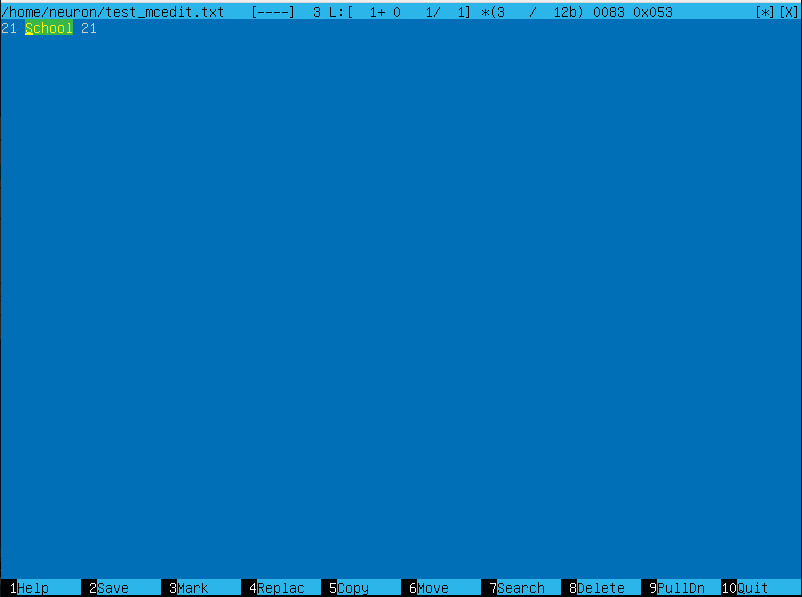 /home/neuron/test_mcedit.txt   [----]  3 L:[  1+ 0   1/  1] *(3   /  12b) 0083 0x053          [*][X]
21 School 21
1Help 2Save 3Mark 4Replac 5Copy 6Move 7Search 8Delete 9PullDn 10Quit